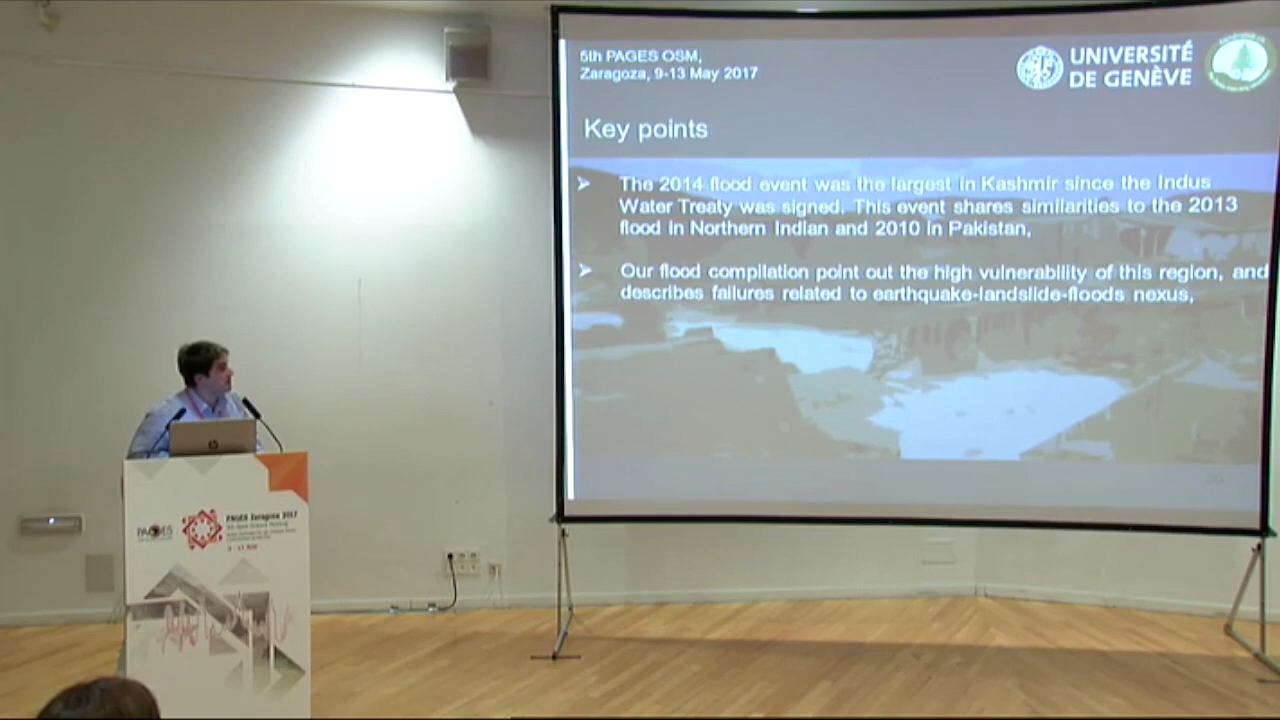 5th PAGES OSM,
Zaragoza, 9-13 May 2017
UNIVERSITÉ
DE GENÈVE
Key points
The 2014 flood event was the largest in Kashmir since the Indus
Water Treaty was signed. This event shares similarities to the 2013
flood in Northern Indian and 2010 in Pakistan,
Our flood compilation point out the high vulnerability of this region, and
describes failures related to earthquake-landslide-floods nexus,
hp
PAGES
PAGES Zaragoza 2017